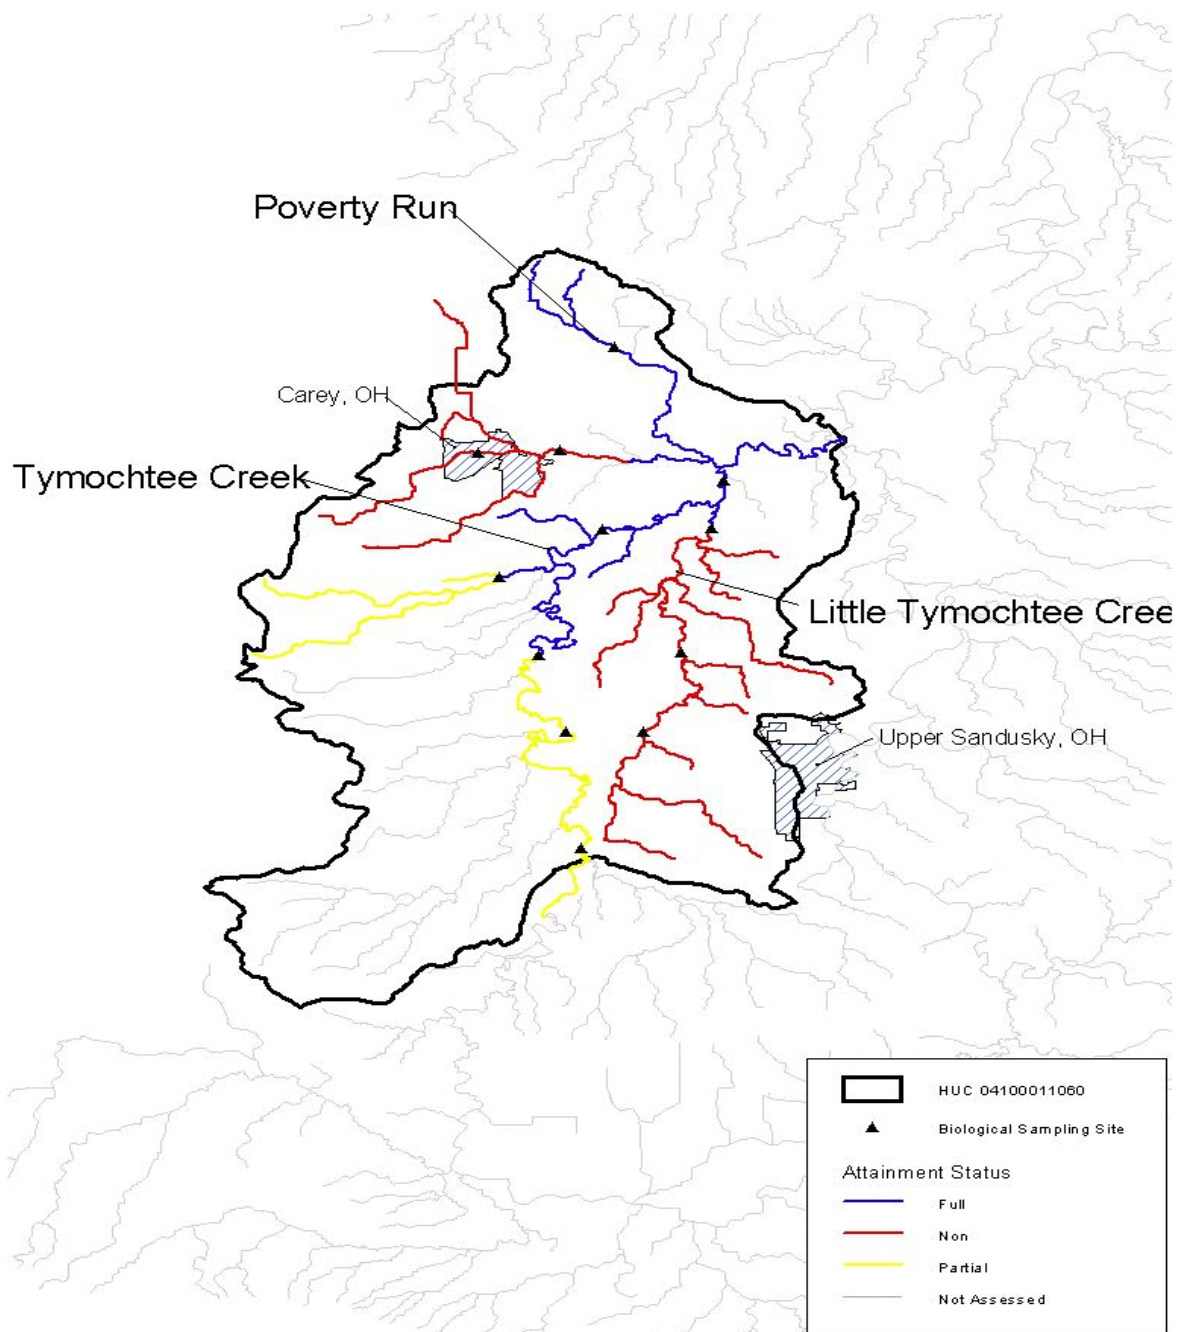 Poverty Run
Carey, OH
Tymochtee Creek
Little Tymochtee Cree
Upper Sandusky, OH
HUC 04100011060
Biological Sampling Site
Attainment Status
Full
Non
Partial
Not Assessed